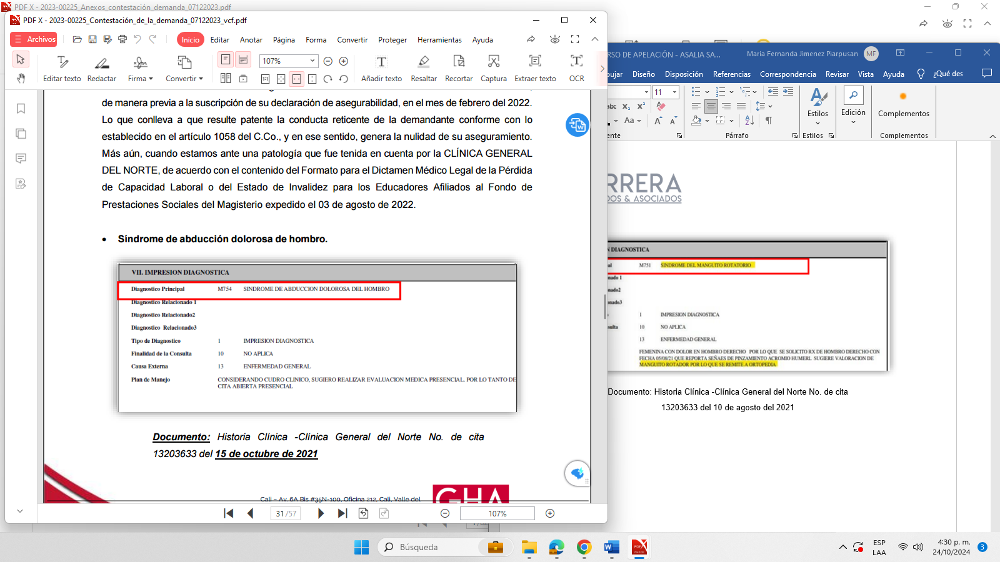 PDF X - 2023-00225_Anexos_contestación_demanda_07122023.pdf
PDF X - 2023-00225_Contestación_de_la_demanda_07122023_vcf.pdf
Archivos
Inicio
Editar
Anotar
Página
Forma
Convertir
Proteger
Herramientas
Ayuda
107%
Editar texto
Redactar
Firma
Convertir
Añadir texto
Resaltar
Recortar
Captura
Extraer texto
OCR
de manera previa a la suscripción de su declaración de asegurabilidad, en el mes de febrero del 2022.
Lo que conlleva a que resulte patente la conducta reticente de la demandante conforme con lo
establecido en el artículo 1058 del C.Co., y en ese sentido, genera la nulidad de su aseguramiento.
Más aún, cuando estamos ante una patología que fue tenida en cuenta por la CLÍNICA GENERAL
DEL NORTE, de acuerdo con el contenido del Formato para el Dictamen Médico Legal de la Pérdida
de Capacidad Laboral o del Estado de Invalidez para los Educadores Afiliados al Fondo de
Prestaciones Sociales del Magisterio expedido el 03 de agosto de 2022.
• Síndrome de abducción dolorosa de hombro.
VII. IMPRESION DIAGNOSTICA
Diagnostico Principal M754 SINDROME DE ABDUCCION DOLOROSA DEL HOMBRO
Diagnostico Relacionado 1
Diagnostico Relacionado2
Diagnostico Relacionado3
Tipo de Diagnostico 1 IMPRESION DIAGNOSTICA
Finalidad de la Consulta 10 NO APLICA
Causa Externa 13 ENFERMEDAD GENERAL
Plan de Manejo CONSIDERANDO CUDRO CLINICO, SUGIERO REALIZAR EVALUACION MEDICA PRESENCIAL. POR LO TANTO DE
CITA ABIERTA PRESENCIAL
Documento: Historia Clínica -Clínica General del Norte No. de cita
13203633 del 15 de octubre de 2021
Cali – Av. 6A Bis #35N-100, Oficina 212, Cali, Valle del
GHA
31 /57
107%
RSO DE APELACIÓN - ASALIA SA...
Maria Fernanda Jimenez Piarpusan
MF
bujar
Diseño
Disposición
Referencias
Correspondencia
Revisar
Vista
Ayuda
¿Qué des
11
abc
x₂
x²
Aa
A
A
ente
Párrafo
Estilos
Estilos
Edición
Complementos
Complementos
RRERA
DOS & ASOCIADOS
N DIAGNOSTICA
al M751 SINDROME DEL MANGUITO ROTATORIO
onado 1
onado2
onado3
1 IMPRESION DIAGNOSTICA
sulta 10 NO APLICA
13 ENFERMEDAD GENERAL
FEMENINA CON DOLOR EN HOMBRO DERECHO POR LO QUE SE SOLICITO RX DE HOMBRO DERECHO CON
FECHA 05/08/21 QUE REPORTA SEÑAES DE PINZAMIENTO ACROMIO HUMERL SUGIERE VALORACION DE
MANGUITO ROTADOR POR LO QUE SE REMITE A ORTOPEDIA
Documento: Historia Clínica -Clínica General del Norte No. de cita
13203633 del 10 de agosto del 2021
Búsqueda
ESP
LAA
4:30 p. m.
24/10/2024
3